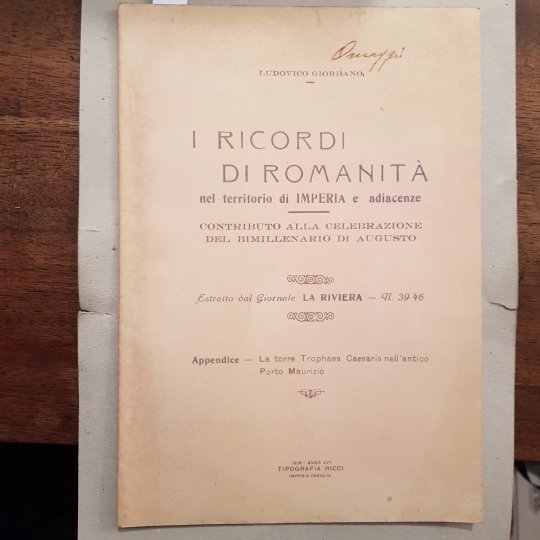 Omaggio
LUDOVICO GIORDANO
I RICORDI
DI ROMANITÀ
nel territorio di IMPERIA e adiacenze
CONTRIBUTO ALLA CELEBRAZIONE
DEL BIMILLENARIO DI AUGUSTO
Estratto dal Giornale LA RIVIERA — N. 39-46
Appendice — La torre Trophaea Caesaris nell'antico
Porto Maurizio
ANNO XVI
TIPOGRAFIA RICCI
IMPERIA ONEGLIA